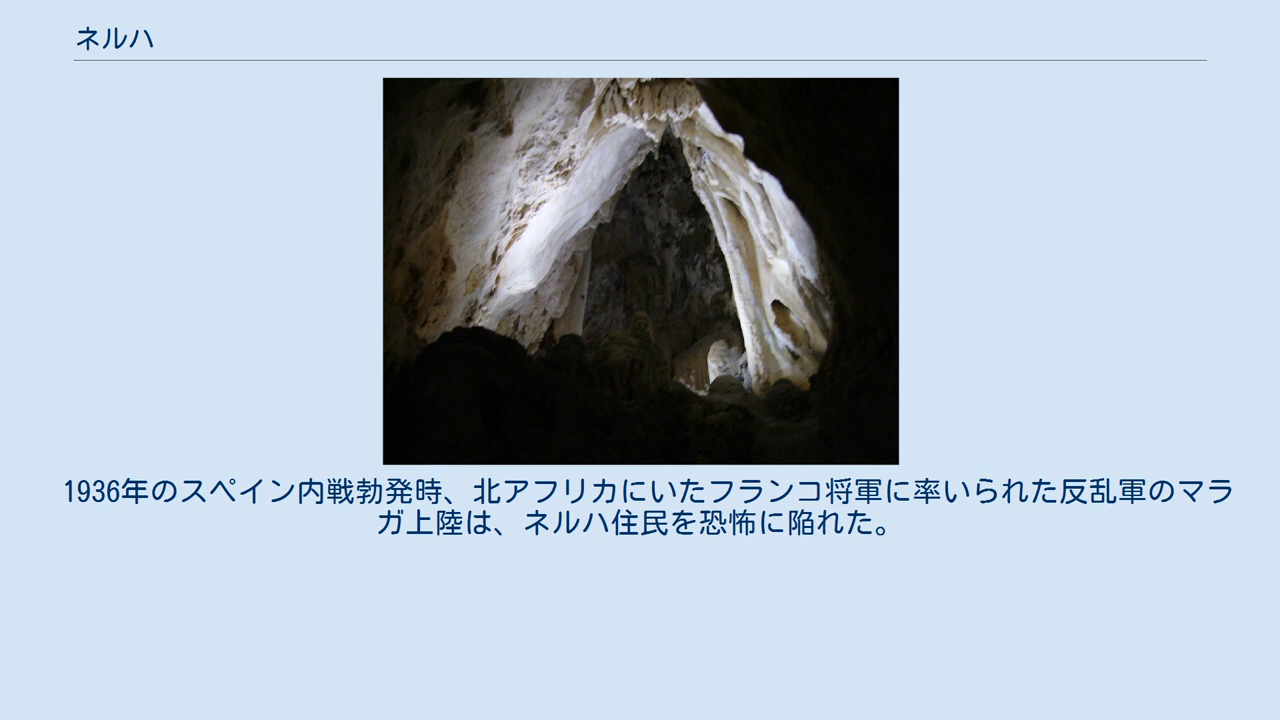 ネルハ
1936年のスペイン内戦勃発時、北アフリカにいたフランコ将軍に率いられた反乱軍のマラ
ガ上陸は、ネルハ住民を恐怖に陥れた。